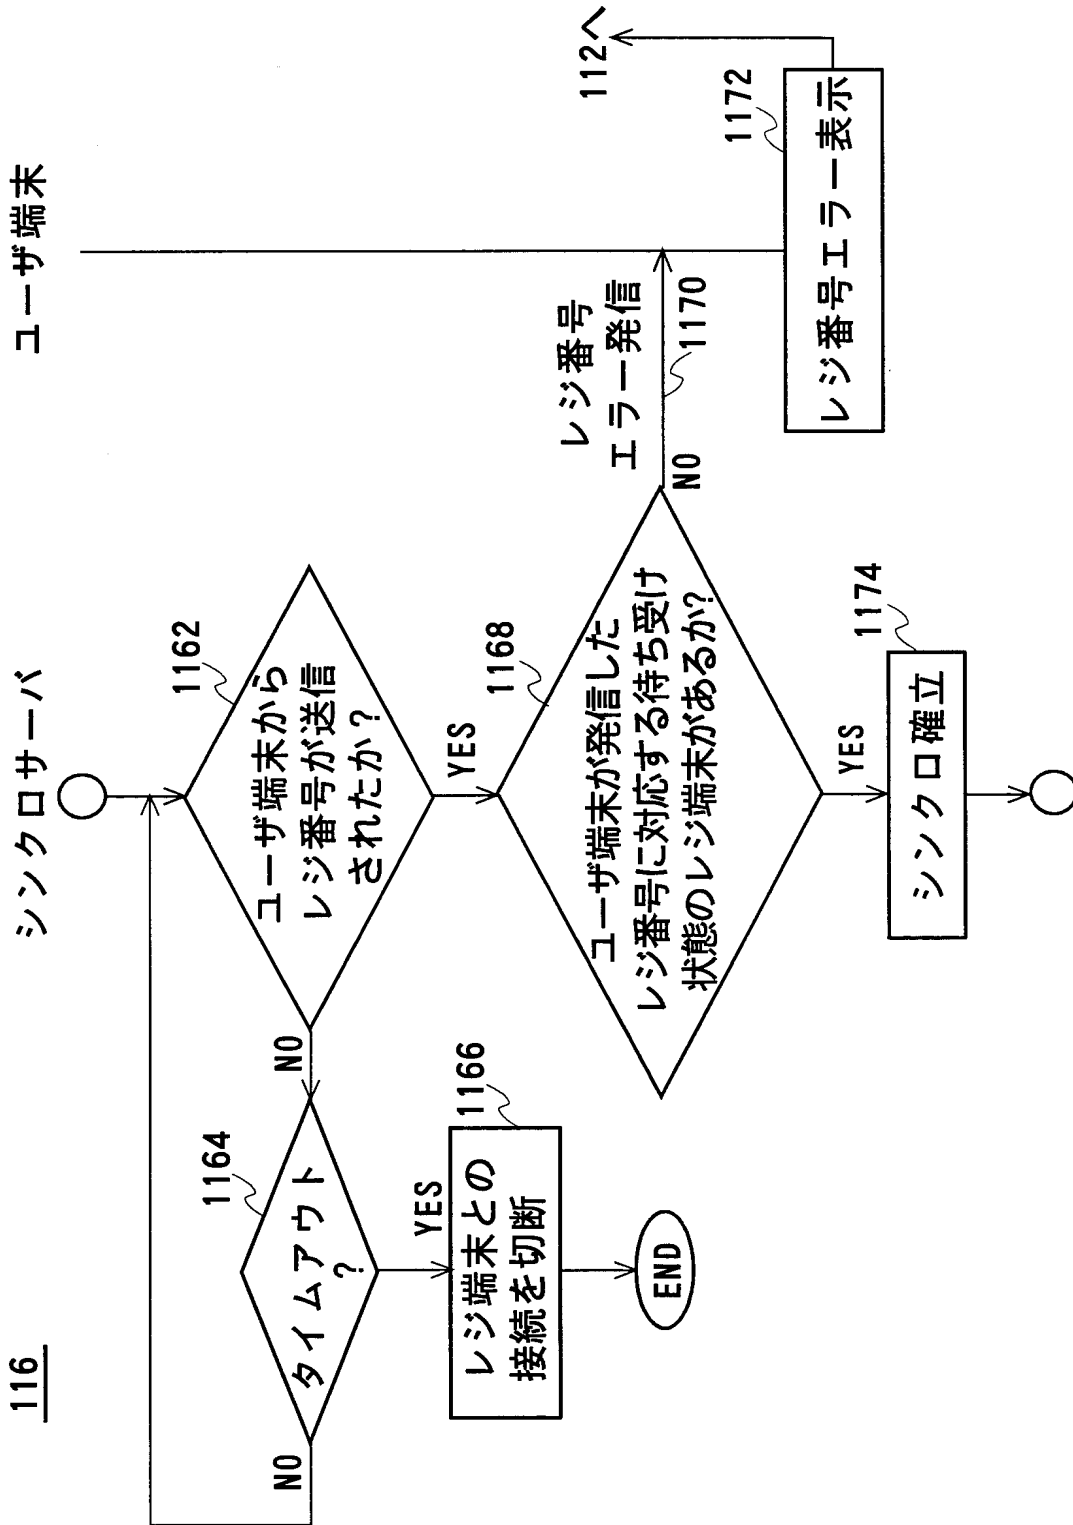 116
シンクロサーバ
ユーザ端末
1162
ユーザ端末から
レジ番号が送信
されたか？
NO
YES
1164
タイムアウト
?
NO
YES
1166
レジ端末との
接続を切断
END
1168
ユーザ端末が発信した
レジ番号に対応する待ち受け
状態のレジ端末があるか?
NO
YES
レジ番号
エラー発信
1170
112へ
1172
レジ番号エラー表示
1174
シンクロ確立